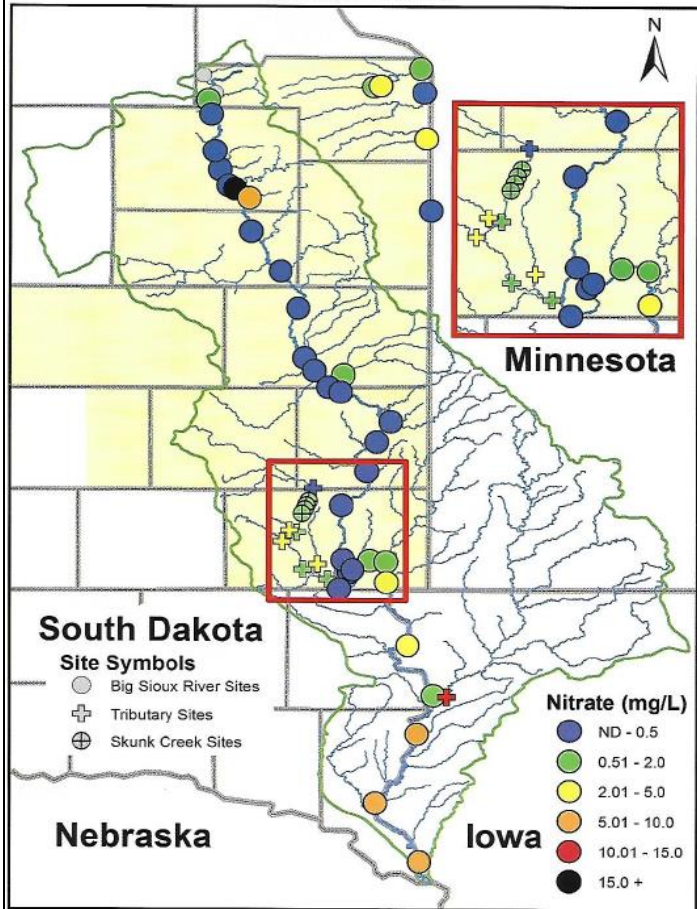 N
Minnesota
South Dakota
Site Symbols
Big Sioux River Sites
Tributary Sites
Skunk Creek Sites
Nitrate (mg/L)
ND - 0.5
0.51 - 2.0
2.01 - 5.0
5.01 - 10.0
10.01 - 15.0
15.0 +
Nebraska
Iowa